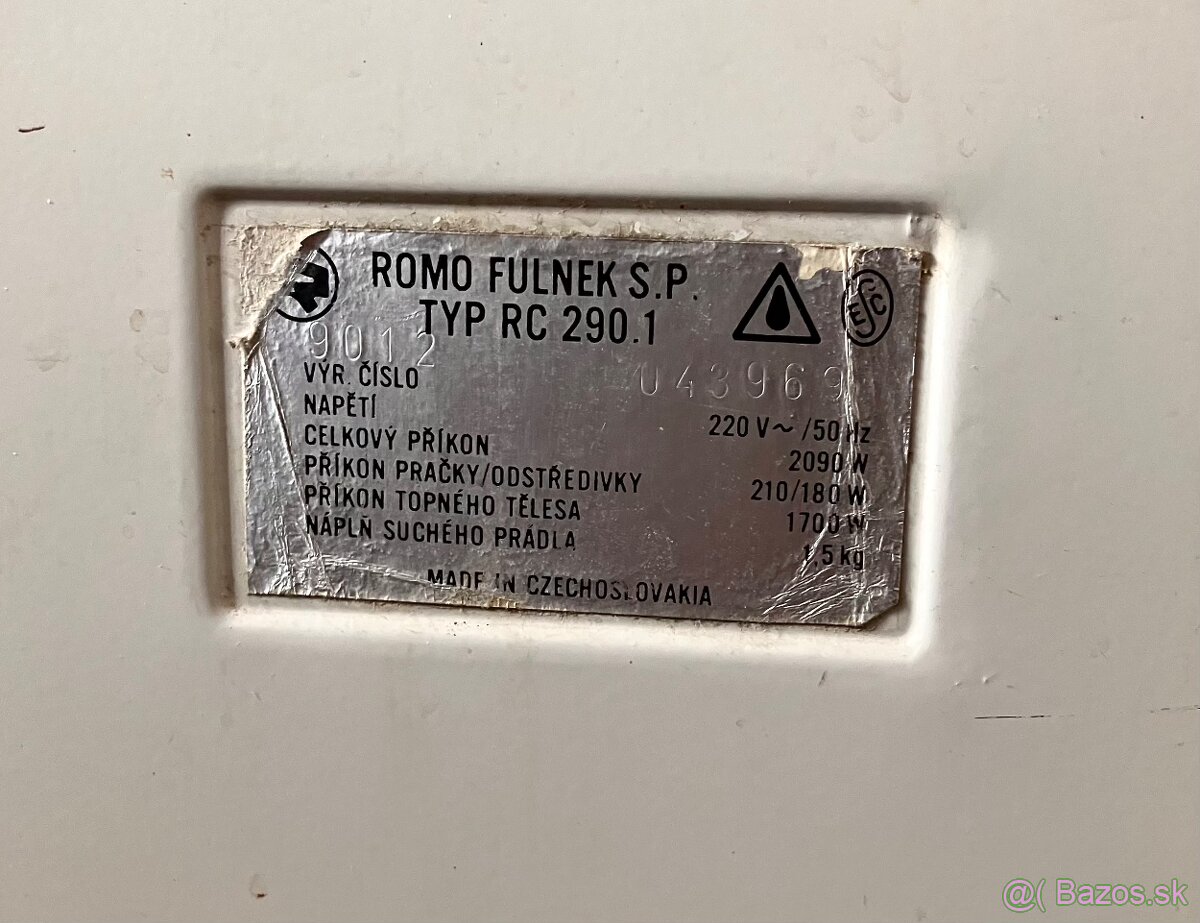 ROMO FULNEK S.P.
TYP RC 290.1
ESČ
9012
043969
VÝR. ČÍSLO
NAPĚTÍ 220 V~ /50 Hz
CELKOVÝ PŘÍKON 2090 W
PŘÍKON PRAČKY/ODSTŘEDIVKY 210/180 W
PŘÍKON TOPNÉHO TĚLESA 1700 W
NÁPLŇ SUCHÉHO PRÁDLA 1,5 kg
MADE IN CZECHOSLOVAKIA
@( Bazos.sk